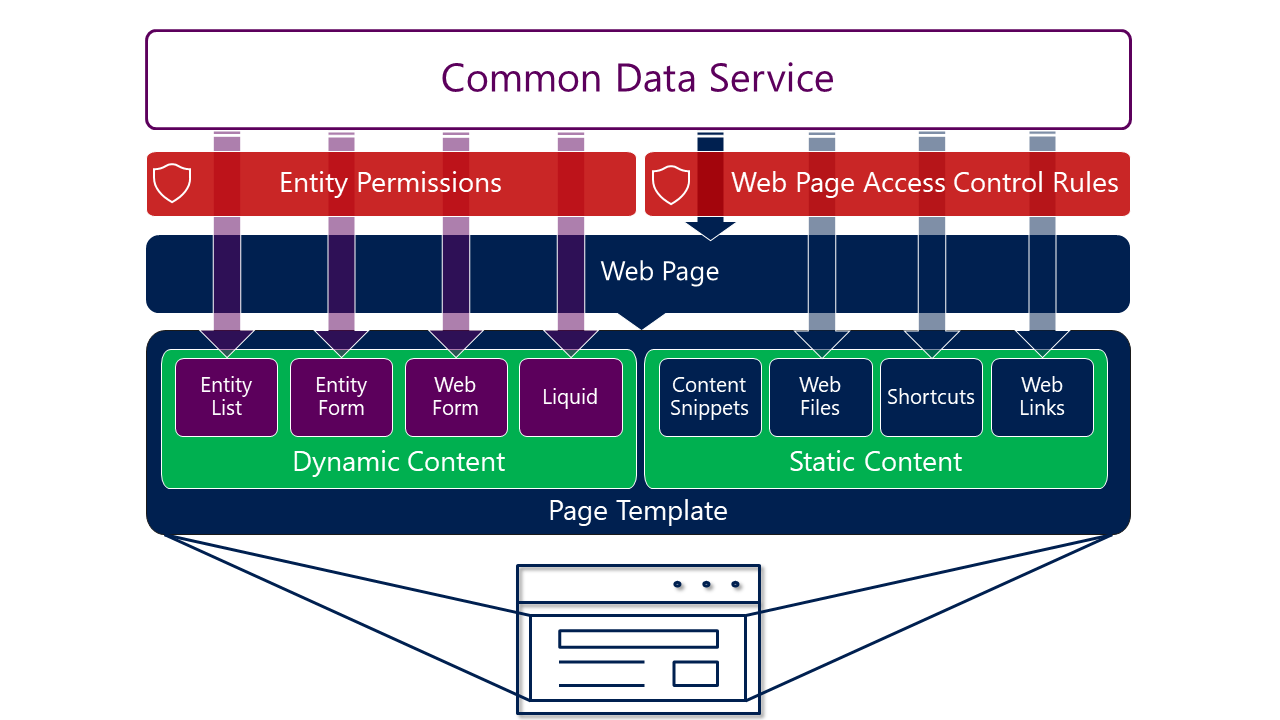 Common Data Service
Entity Permissions
Web Page Access Control Rules
Web Page
Entity
List
Entity
Form
Web
Form
Liquid
Content
Snippets
Web
Files
Shortcuts
Web
Links
Dynamic Content
Static Content
Page Template